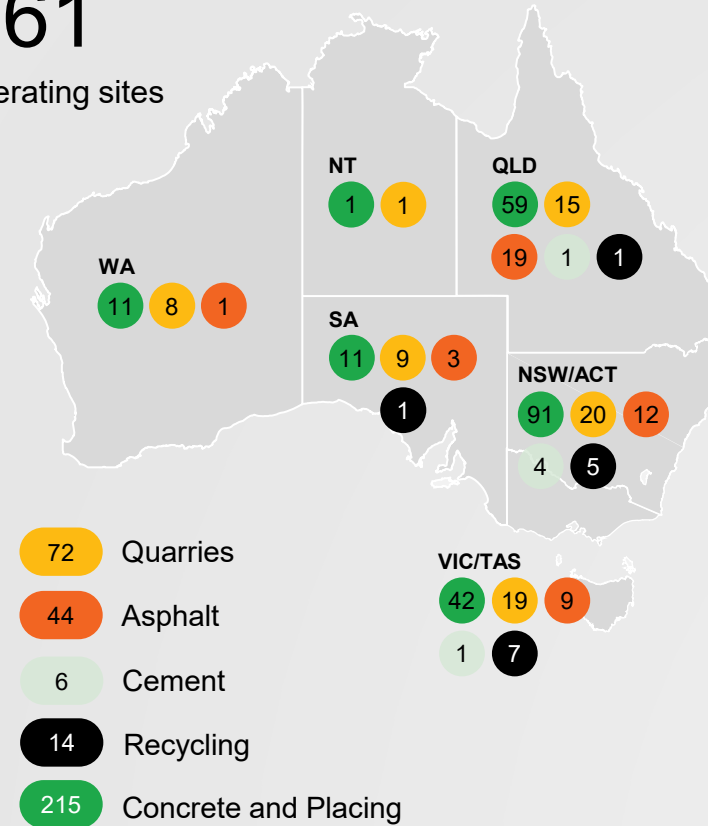 61
erating sites
NT
1 1
QLD
59 15
19 1 1
WA
11 8 1
SA
11 9 3
1
NSW/ACT
91 20 12
4 5
VIC/TAS
42 19 9
1 7
72 Quarries
44 Asphalt
6 Cement
14 Recycling
215 Concrete and Placing